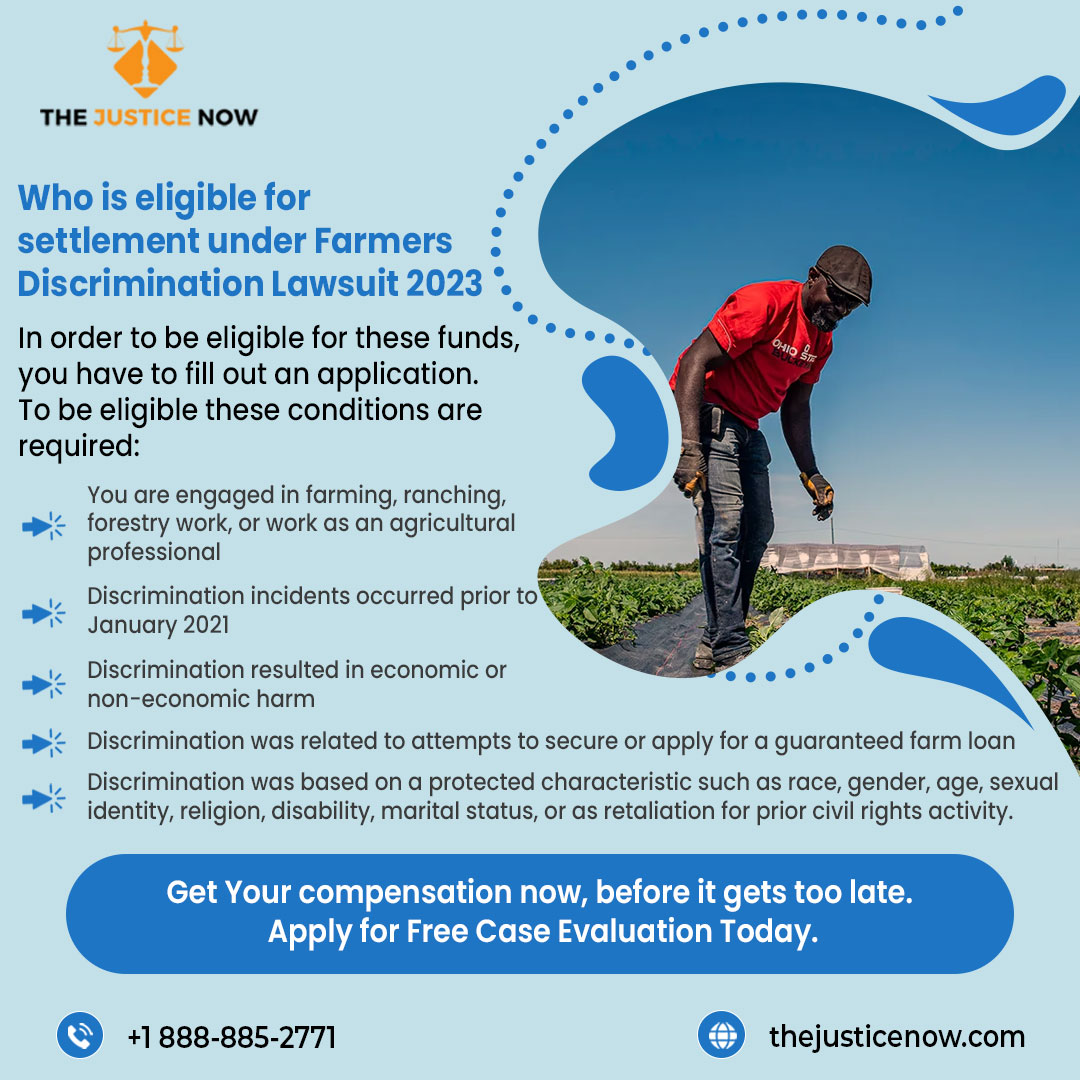 THE JUSTICE NOW
Who is eligible for
settlement under Farmers
Discrimination Lawsuit 2023
In order to be eligible for these funds,
you have to fill out an application.
To be eligible these conditions are
required:
You are engaged in farming, ranching,
forestry work, or work as an agricultural
professional
Discrimination incidents occurred prior to
January 2021
Discrimination resulted in economic or
non-economic harm
Discrimination was related to attempts to secure or apply for a guaranteed farm loan
Discrimination was based on a protected characteristic such as race, gender, age, sexual
identity, religion, disability, marital status, or as retaliation for prior civil rights activity.
OHIO
Get Your compensation now, before it gets too late.
Apply for Free Case Evaluation Today.
+1 888-885-2771
thejusticenow.com